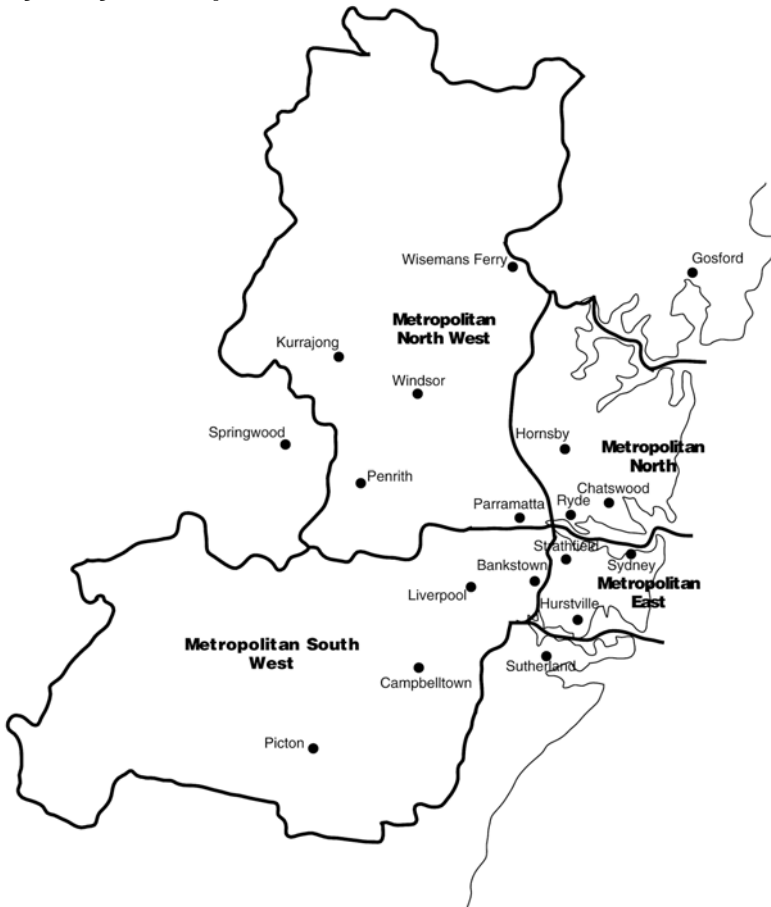 Wisemans Ferry
Gosford
Metropolitan
North West
Kurrajong
Windsor
Springwood
Hornsby
Metropolitan
North
Penrith
Chatswood
Parramatta
Ryde
Strathfield
Sydney
Bankstown
Metropolitan
East
Liverpool
Hurstville
Metropolitan South
West
Sutherland
Campbelltown
Picton